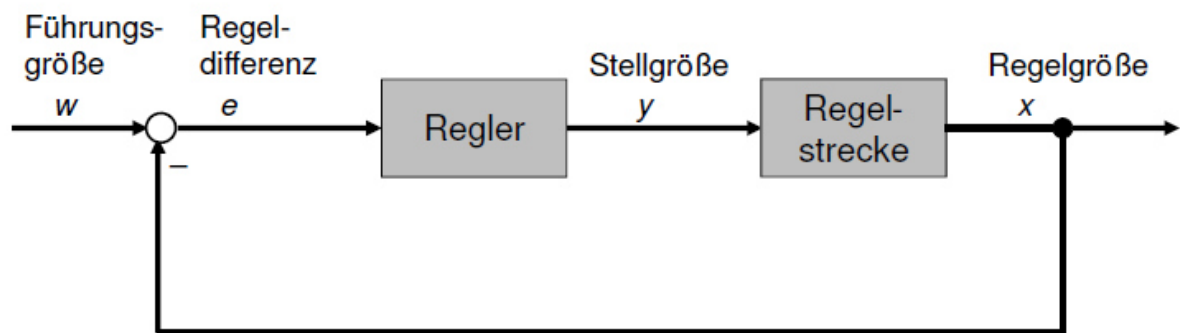 Führungs-
größe
w
Regel-
differenz
e
Regler
Stellgröße
y
Regel-
strecke
Regelgröße
x
–